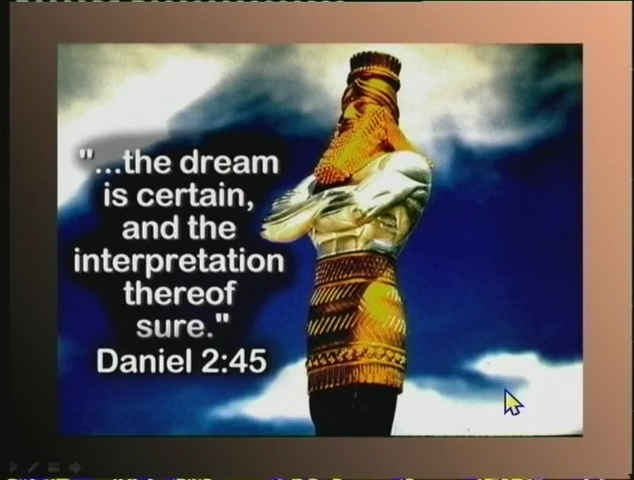 "...the dream
is certain,
and the
interpretation
thereof
sure."
Daniel 2:45